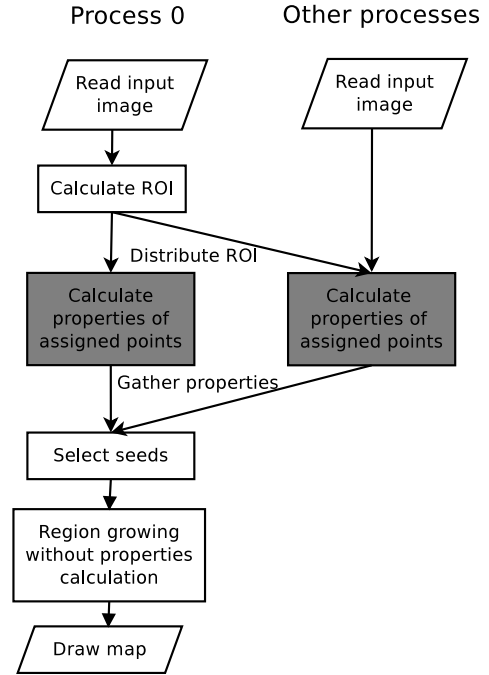 Process 0
Other processes
Read input
image
Read input
image
Calculate ROI
Distribute ROI
Calculate
properties of
assigned points
Calculate
properties of
assigned points
Gather properties
Select seeds
Region growing
without properties
calculation
Draw map